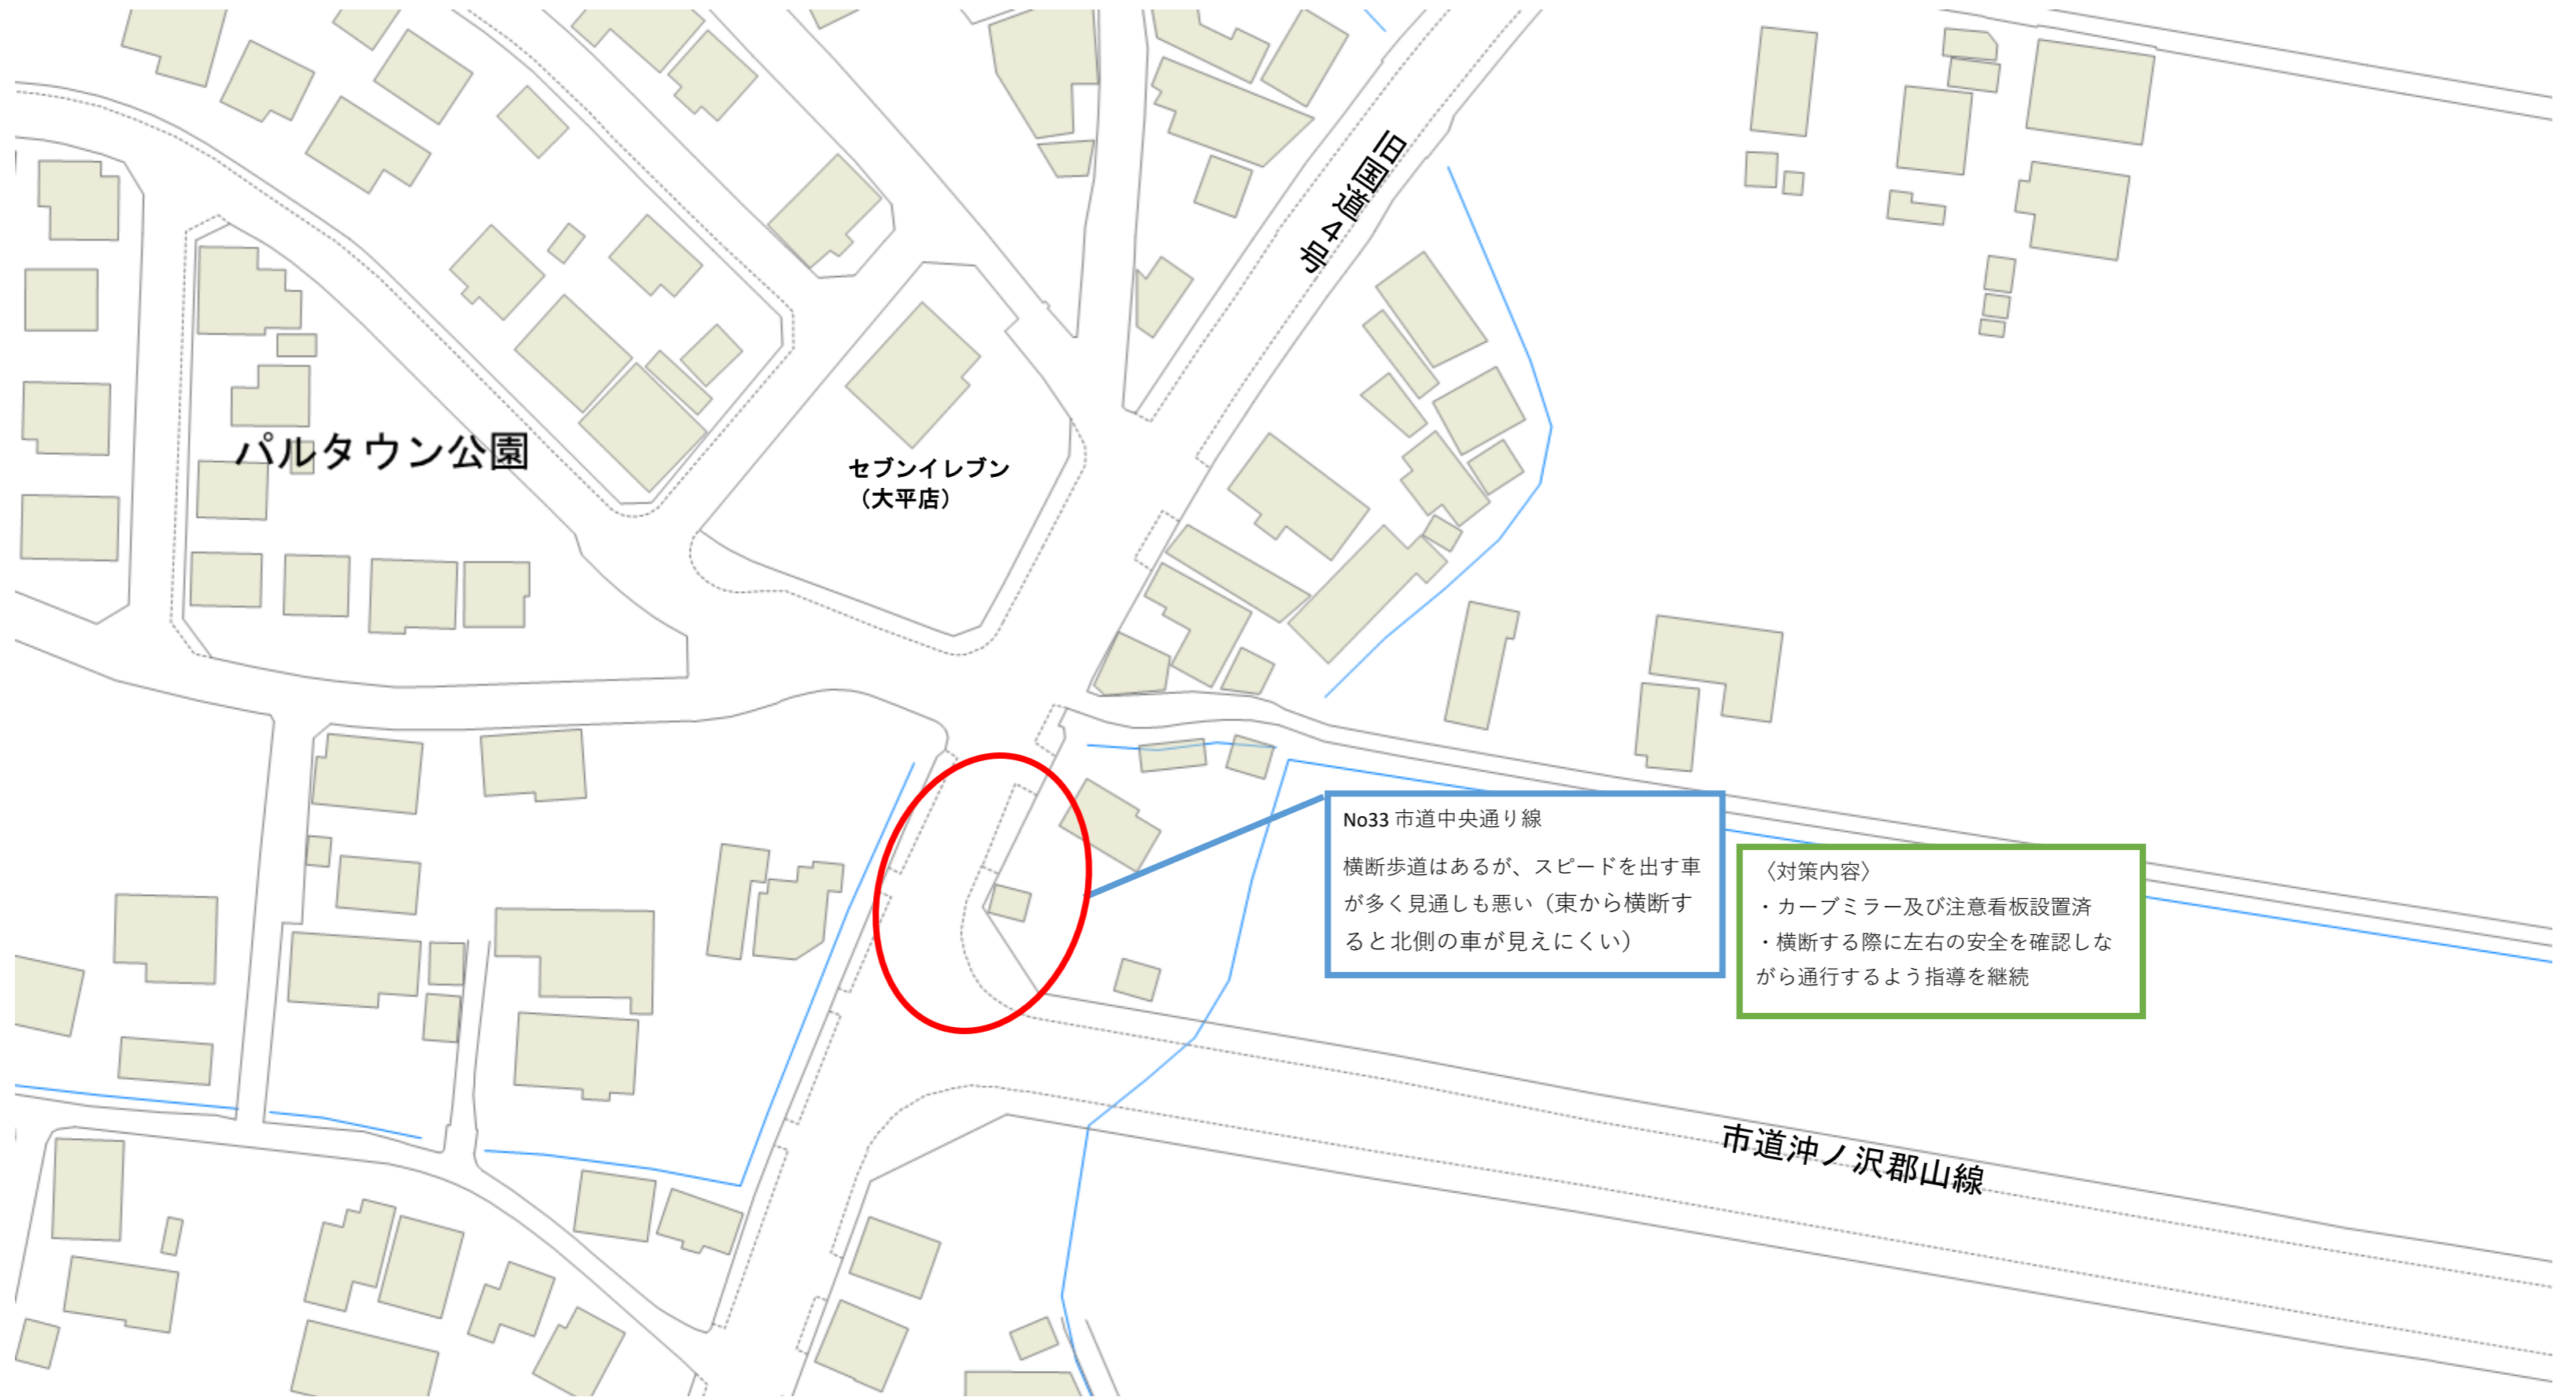 旧国道4号
パルタウン公園
セブンイレブン
（大平店）
No33 市道中央通り線
横断歩道はあるが、スピードを出す車
が多く見通しも悪い（東から横断す
ると北側の車が見えにくい）
〈対策内容〉
・カーブミラー及び注意看板設置済
・横断する際に左右の安全を確認しな
がら通行するよう指導を継続
市道沖ノ沢郡山線